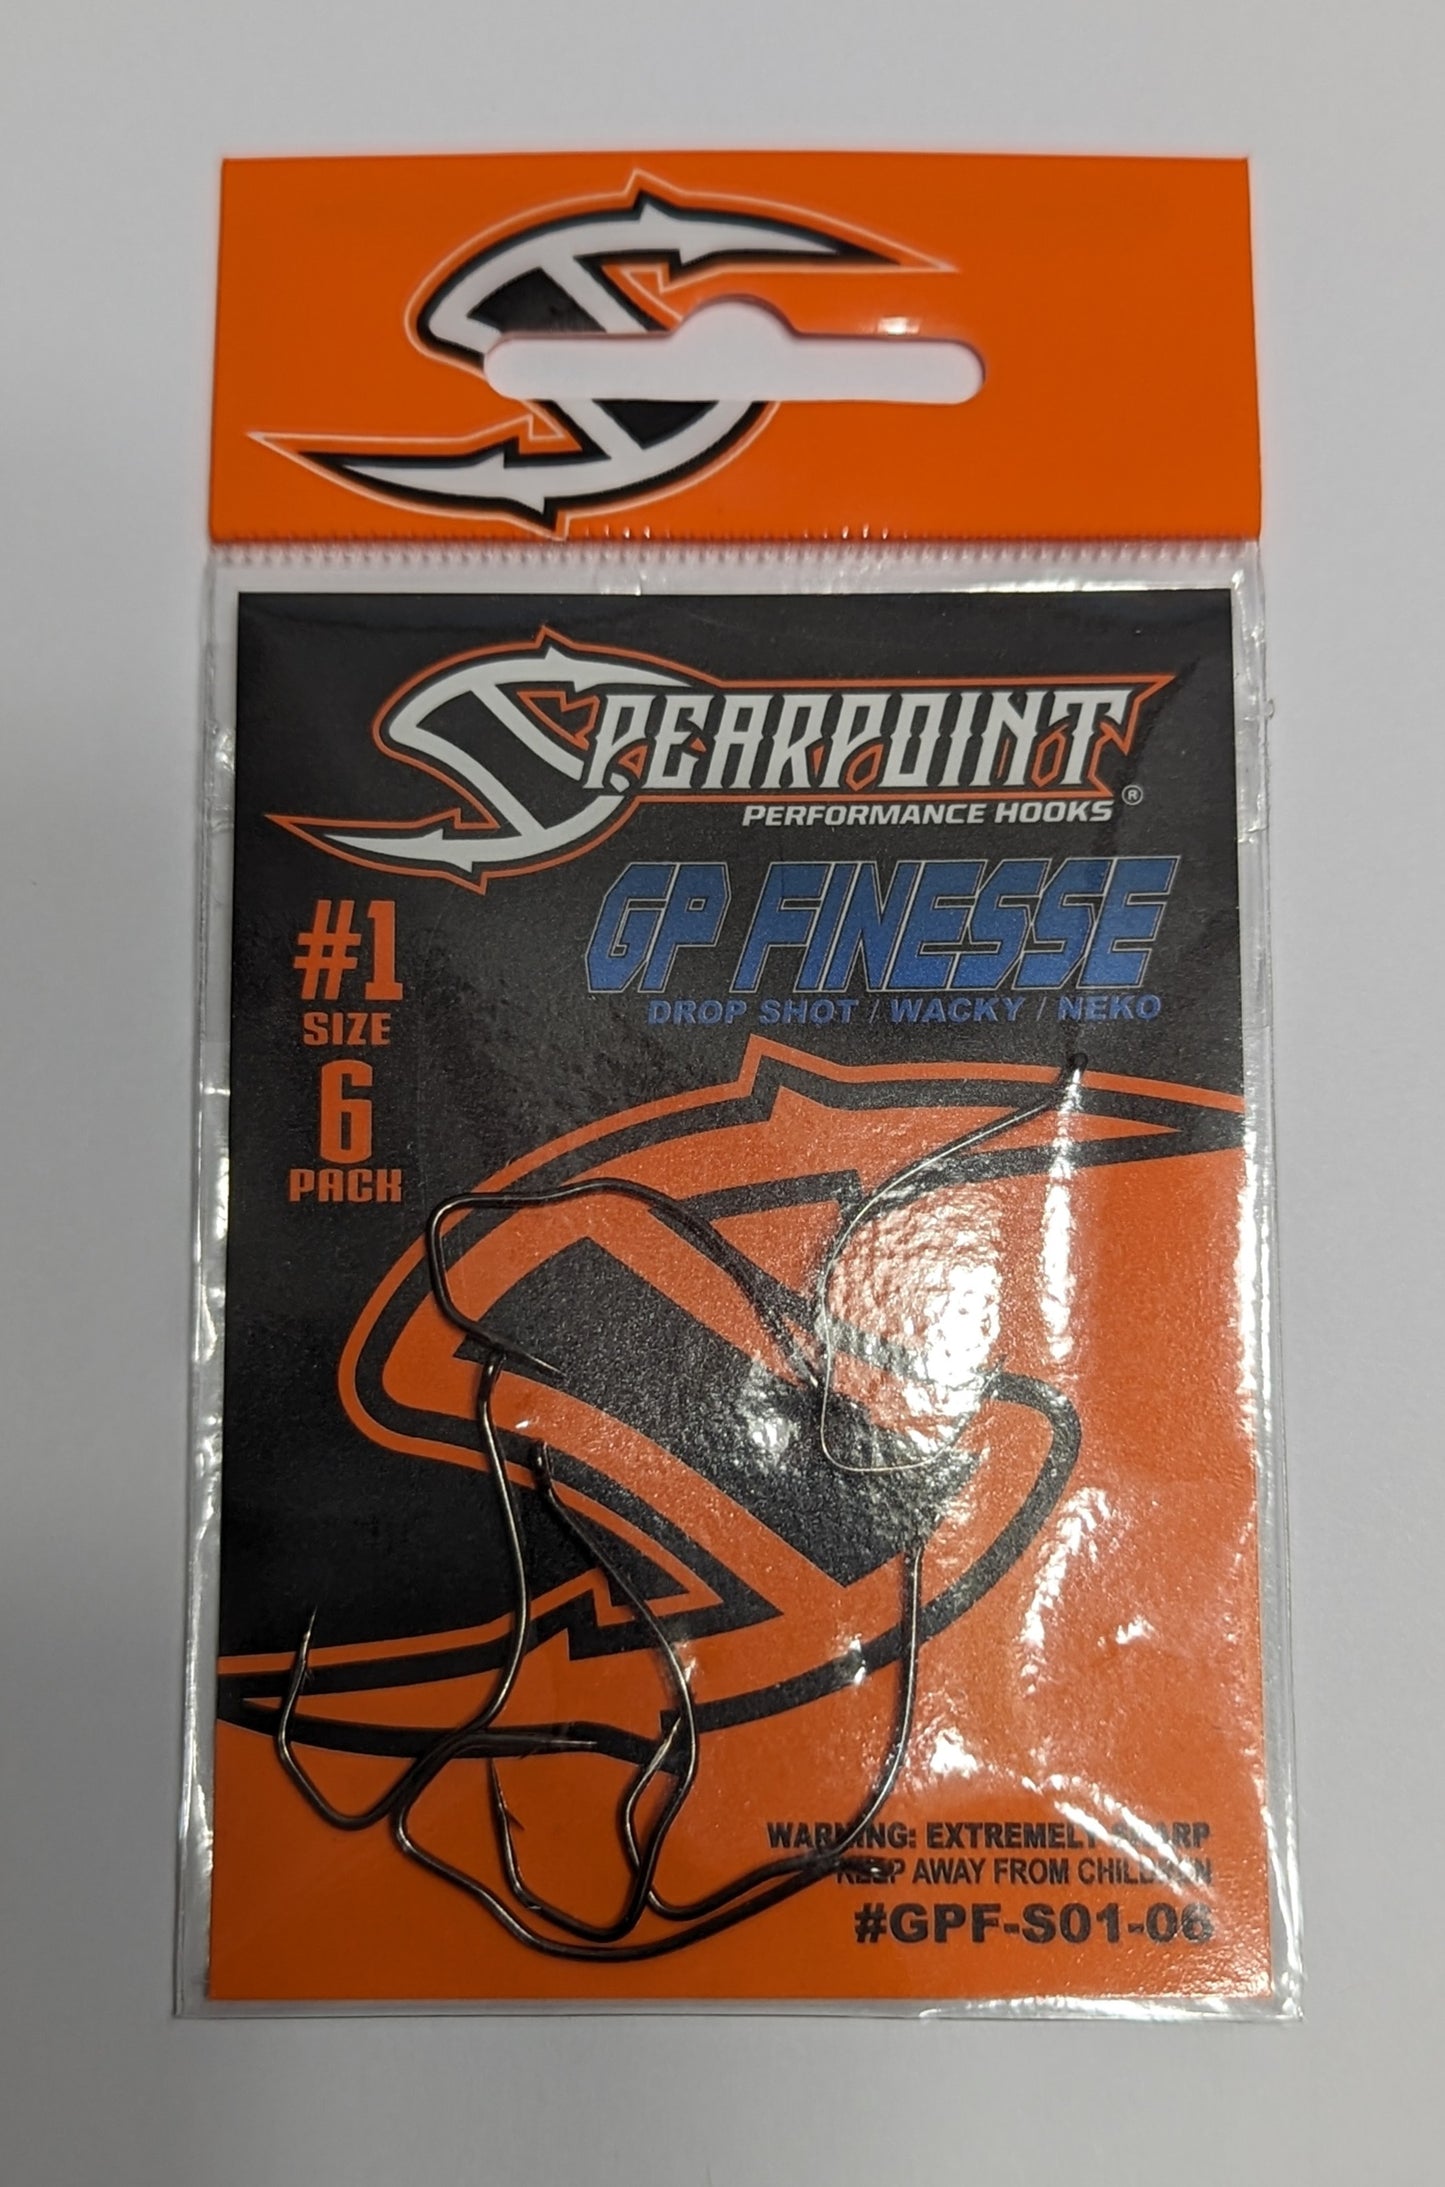 SPEARPOINT
PERFORMANCE HOOKS ®
GP FINESSE
DROP SHOT / WACKY / NEKO
#1
SIZE
6
PACK
WARNING: EXTREMELY SHARP
KEEP AWAY FROM CHILDREN
#GPF-S01-06